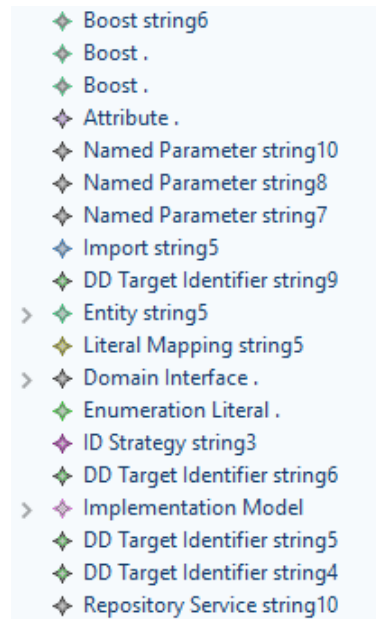 Boost string6
Boost .
Boost .
Attribute .
Named Parameter string10
Named Parameter string8
Named Parameter string7
Import string5
DD Target Identifier string9
Entity string5
Literal Mapping string5
Domain Interface .
Enumeration Literal .
ID Strategy string3
DD Target Identifier string6
Implementation Model
DD Target Identifier string5
DD Target Identifier string4
Repository Service string10